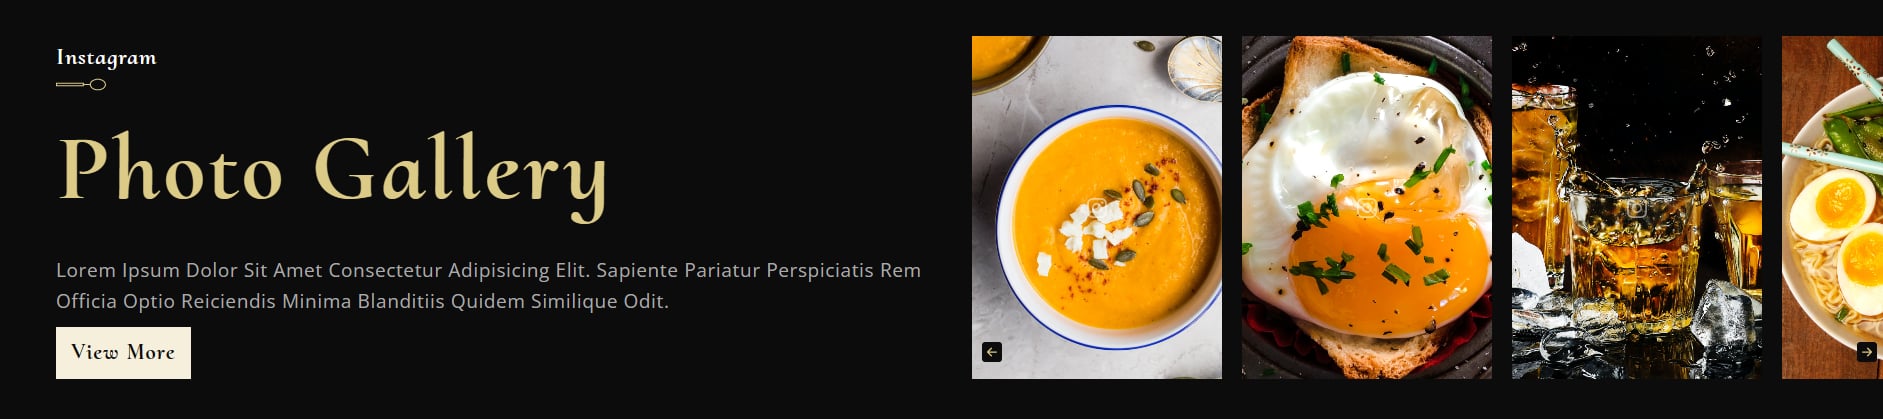 Instagram
Photo Gallery
Lorem Ipsum Dolor Sit Amet Consectetur Adipisicing Elit. Sapiente Pariatur Perspiciatis Rem
Officia Optio Reiciendis Minima Blanditiis Quidem Similique Odit.
View More